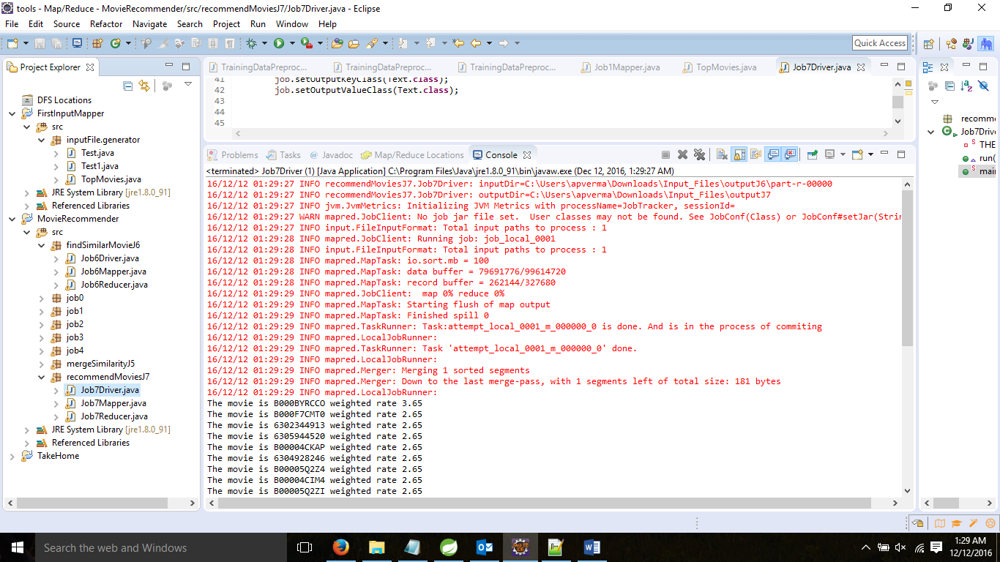 tools - Map/Reduce - MovieRecommender/src/recommendMoviesJ7/Job7Driver.java - Eclipse
File Edit Source Refactor Navigate Search Project Run Window Help
Quick Access
Project Explorer
DFS Locations
FirstInputMapper
src
inputFile.generator
Test.java
Test1.java
TopMovies.java
JRE System Library [jre1.8.0_91]
Referenced Libraries
MovieRecommender
src
findSimilarMovieJ6
Job6Driver.java
Job6Mapper.java
Job6Reducer.java
job0
job1
job2
job3
job4
mergeSimilarityJ5
recommendMoviesJ7
Job7Driver.java
Job7Mapper.java
Job7Reducer.java
JRE System Library [jre1.8.0_91]
Referenced Libraries
TakeHome
TrainingDataPreproc... TrainingDataPreproc... TrainingDataPreproc... Job1Mapper.java TopMovies.java Job7Driver.java
41 job.setOutputKeyClass(Text.class);
42 job.setOutputValueClass(Text.class);
43
44
45
Problems Tasks Javadoc Map/Reduce Locations Console
<terminated> Job7Driver (1) [Java Application] C:\Program Files\Java\jre1.8.0_91\bin\javaw.exe (Dec 12, 2016, 1:29:27 AM)
16/12/12 01:29:27 INFO recommendMoviesJ7.Job7Driver: inputDir=C:\Users\apverma\Downloads\Input_Files\outputJ6\part-r-00000
16/12/12 01:29:27 INFO recommendMoviesJ7.Job7Driver: outputDir=C:\Users\apverma\Downloads\Input_Files\outputJ7
16/12/12 01:29:27 INFO jvm.JvmMetrics: Initializing JVM Metrics with processName=JobTracker, sessionId=
16/12/12 01:29:27 WARN mapred.JobClient: No job jar file set.  User classes may not be found. See JobConf(Class) or JobConf#setJar(Strin
16/12/12 01:29:27 INFO input.FileInputFormat: Total input paths to process : 1
16/12/12 01:29:28 INFO mapred.JobClient: Running job: job_local_0001
16/12/12 01:29:28 INFO input.FileInputFormat: Total input paths to process : 1
16/12/12 01:29:28 INFO mapred.MapTask: io.sort.mb = 100
16/12/12 01:29:28 INFO mapred.MapTask: data buffer = 79691776/99614720
16/12/12 01:29:28 INFO mapred.MapTask: record buffer = 262144/327680
16/12/12 01:29:29 INFO mapred.JobClient:  map 0% reduce 0%
16/12/12 01:29:29 INFO mapred.MapTask: Starting flush of map output
16/12/12 01:29:29 INFO mapred.MapTask: Finished spill 0
16/12/12 01:29:29 INFO mapred.TaskRunner: Task:attempt_local_0001_m_000000_0 is done. And is in the process of commiting
16/12/12 01:29:29 INFO mapred.LocalJobRunner:
16/12/12 01:29:29 INFO mapred.TaskRunner: Task 'attempt_local_0001_m_000000_0' done.
16/12/12 01:29:29 INFO mapred.LocalJobRunner:
16/12/12 01:29:29 INFO mapred.Merger: Merging 1 sorted segments
16/12/12 01:29:29 INFO mapred.Merger: Down to the last merge-pass, with 1 segments left of total size: 181 bytes
16/12/12 01:29:29 INFO mapred.LocalJobRunner:
The movie is B000BYRCCO weighted rate 3.65
The movie is B000F7CMT0 weighted rate 2.65
The movie is 6302344913 weighted rate 2.65
The movie is 6305944520 weighted rate 2.65
The movie is B00004CKAP weighted rate 2.65
The movie is 6304928246 weighted rate 2.65
The movie is B00005Q2Z4 weighted rate 2.65
The movie is B00004CIM4 weighted rate 2.65
The movie is B00005Q2ZI weighted rate 2.65
recomme
Job7Drive
THE
run(
mair
Search the web and Windows
1:29 AM
12/12/2016